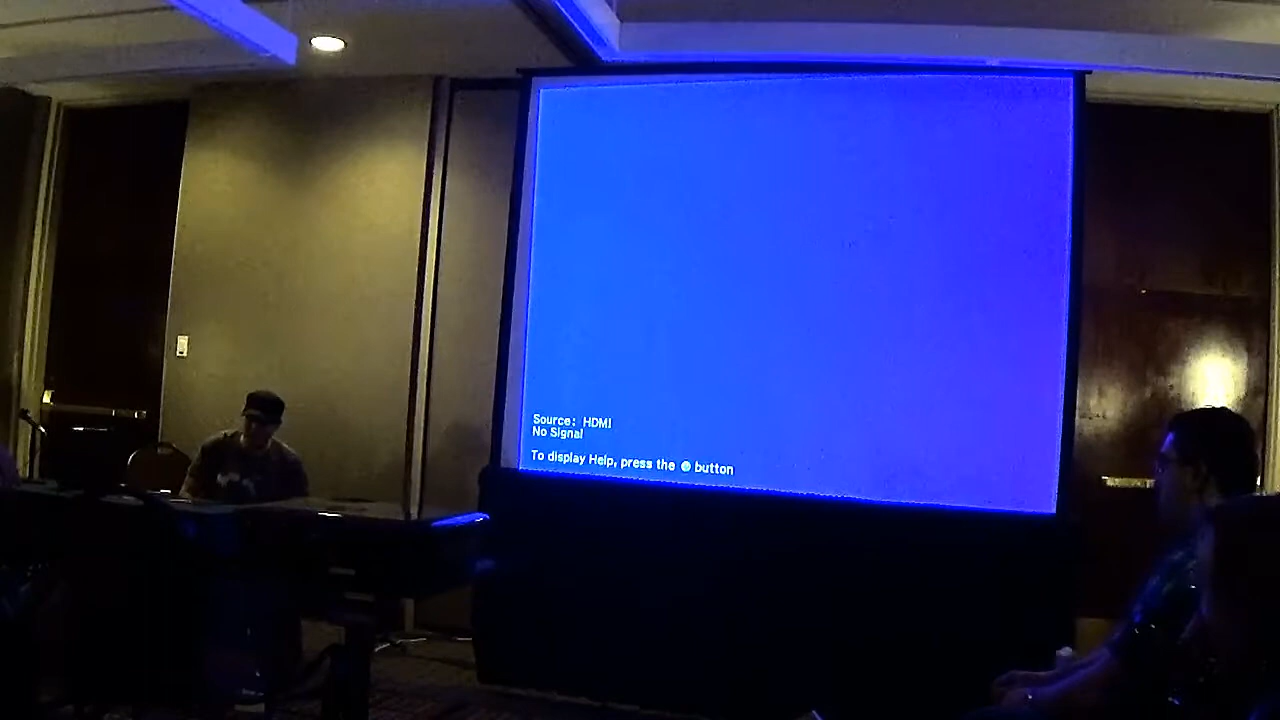 Source: HDMI
No Signal
To display Help, press the button